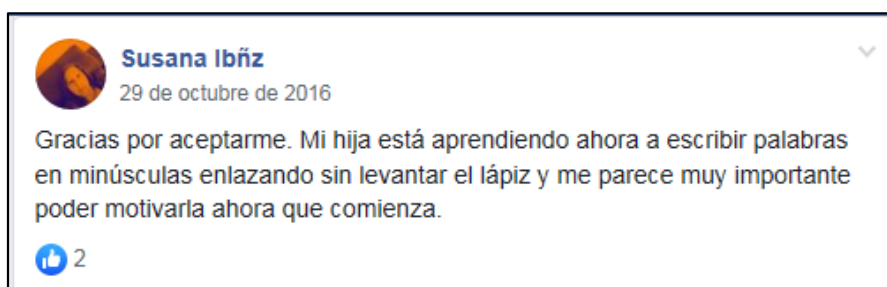 Susana Ibñz
29 de octubre de 2016
Gracias por aceptarme. Mi hija está aprendiendo ahora a escribir palabras
en minúsculas enlazando sin levantar el lápiz y me parece muy importante
poder motivarla ahora que comienza.
2